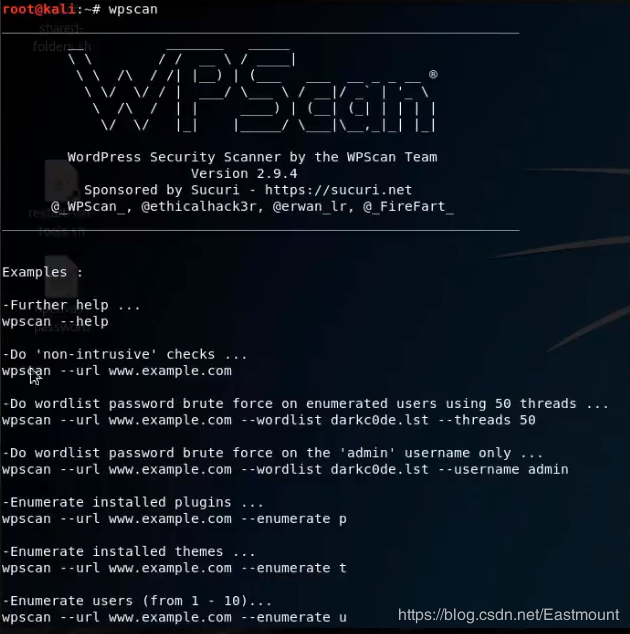 root@kali:~# wpscan
WPScan®
WordPress Security Scanner by the WPScan Team
Version 2.9.4
Sponsored by Sucuri - https://sucuri.net
@_WPScan_, @ethicalhack3r, @erwan_lr, @_FireFart_
Examples :
-Further help ...
wpscan --help
-Do 'non-intrusive' checks ...
wpscan --url www.example.com
-Do wordlist password brute force on enumerated users using 50 threads ...
wpscan --url www.example.com --wordlist darkc0de.lst --threads 50
-Do wordlist password brute force on the 'admin' username only ...
wpscan --url www.example.com --wordlist darkc0de.lst --username admin
-Enumerate installed plugins ...
wpscan --url www.example.com --enumerate p
-Enumerate installed themes ...
wpscan --url www.example.com --enumerate t
-Enumerate users (from 1 - 10)...
wpscan --url www.example.com --enumerate u
https://blog.csdn.net/Eastmount